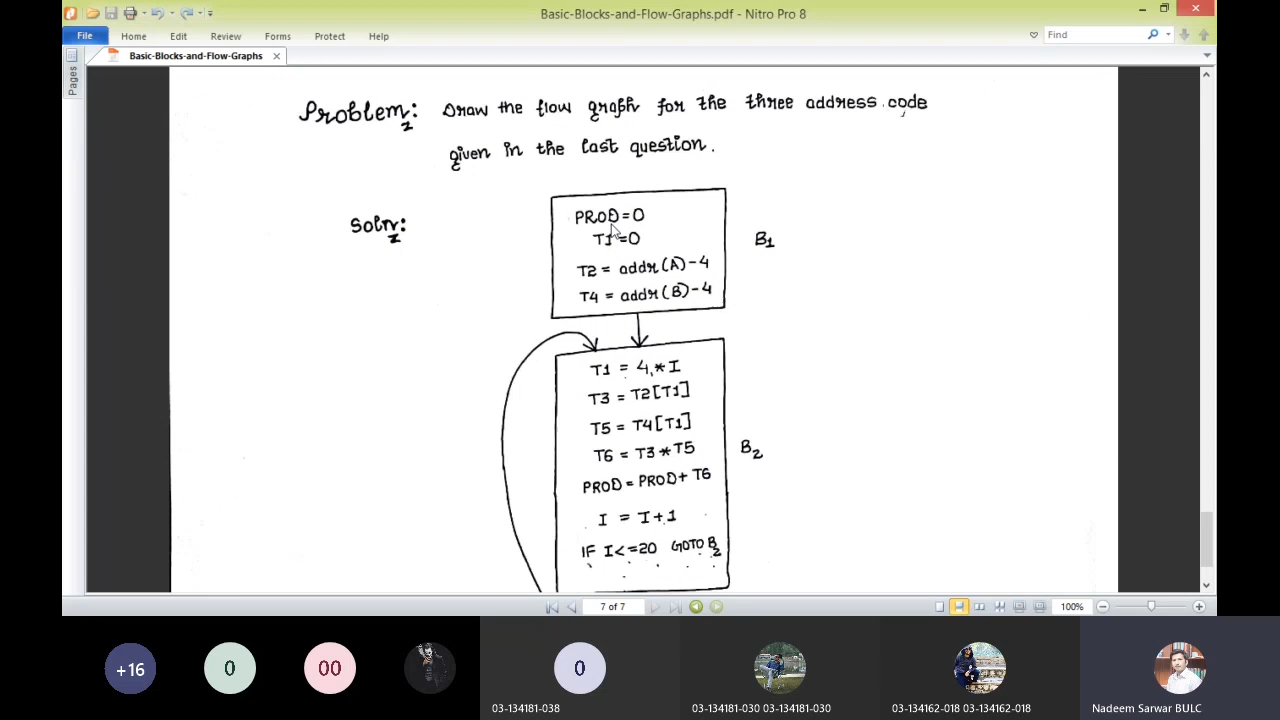 Basic-Blocks-and-Flow-Graphs.pdf - Nitro Pro 8
File Home Edit Review Forms Protect Help
Find
Basic-Blocks-and-Flow-Graphs
Pages
Problem: Draw the flow graph for the three address code
given in the last question.
Soln:
PROD=0
T1=0
T2 = addr(A)-4
T4 = addr(B)-4
B1
T1 = 4*I
T3 = T2[T1]
T5 = T4[T1]
T6 = T3*T5
PROD = PROD+T6
I = I+1
IF I<=20 GOTO B2
B2
7 of 7
100%
+16
0
00
0
03-134181-038
03-134181-030 03-134181-030
03-134162-018 03-134162-018
Nadeem Sarwar BULC